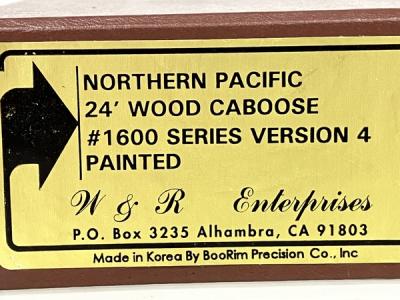 NORTHERN PACIFIC
24' WOOD CABOOSE
#1600 SERIES VERSION 4
PAINTED
W & R Enterprises
P.O. Box 3235 Alhambra, CA 91803
Made in Korea By BooRim Precision Co., Inc